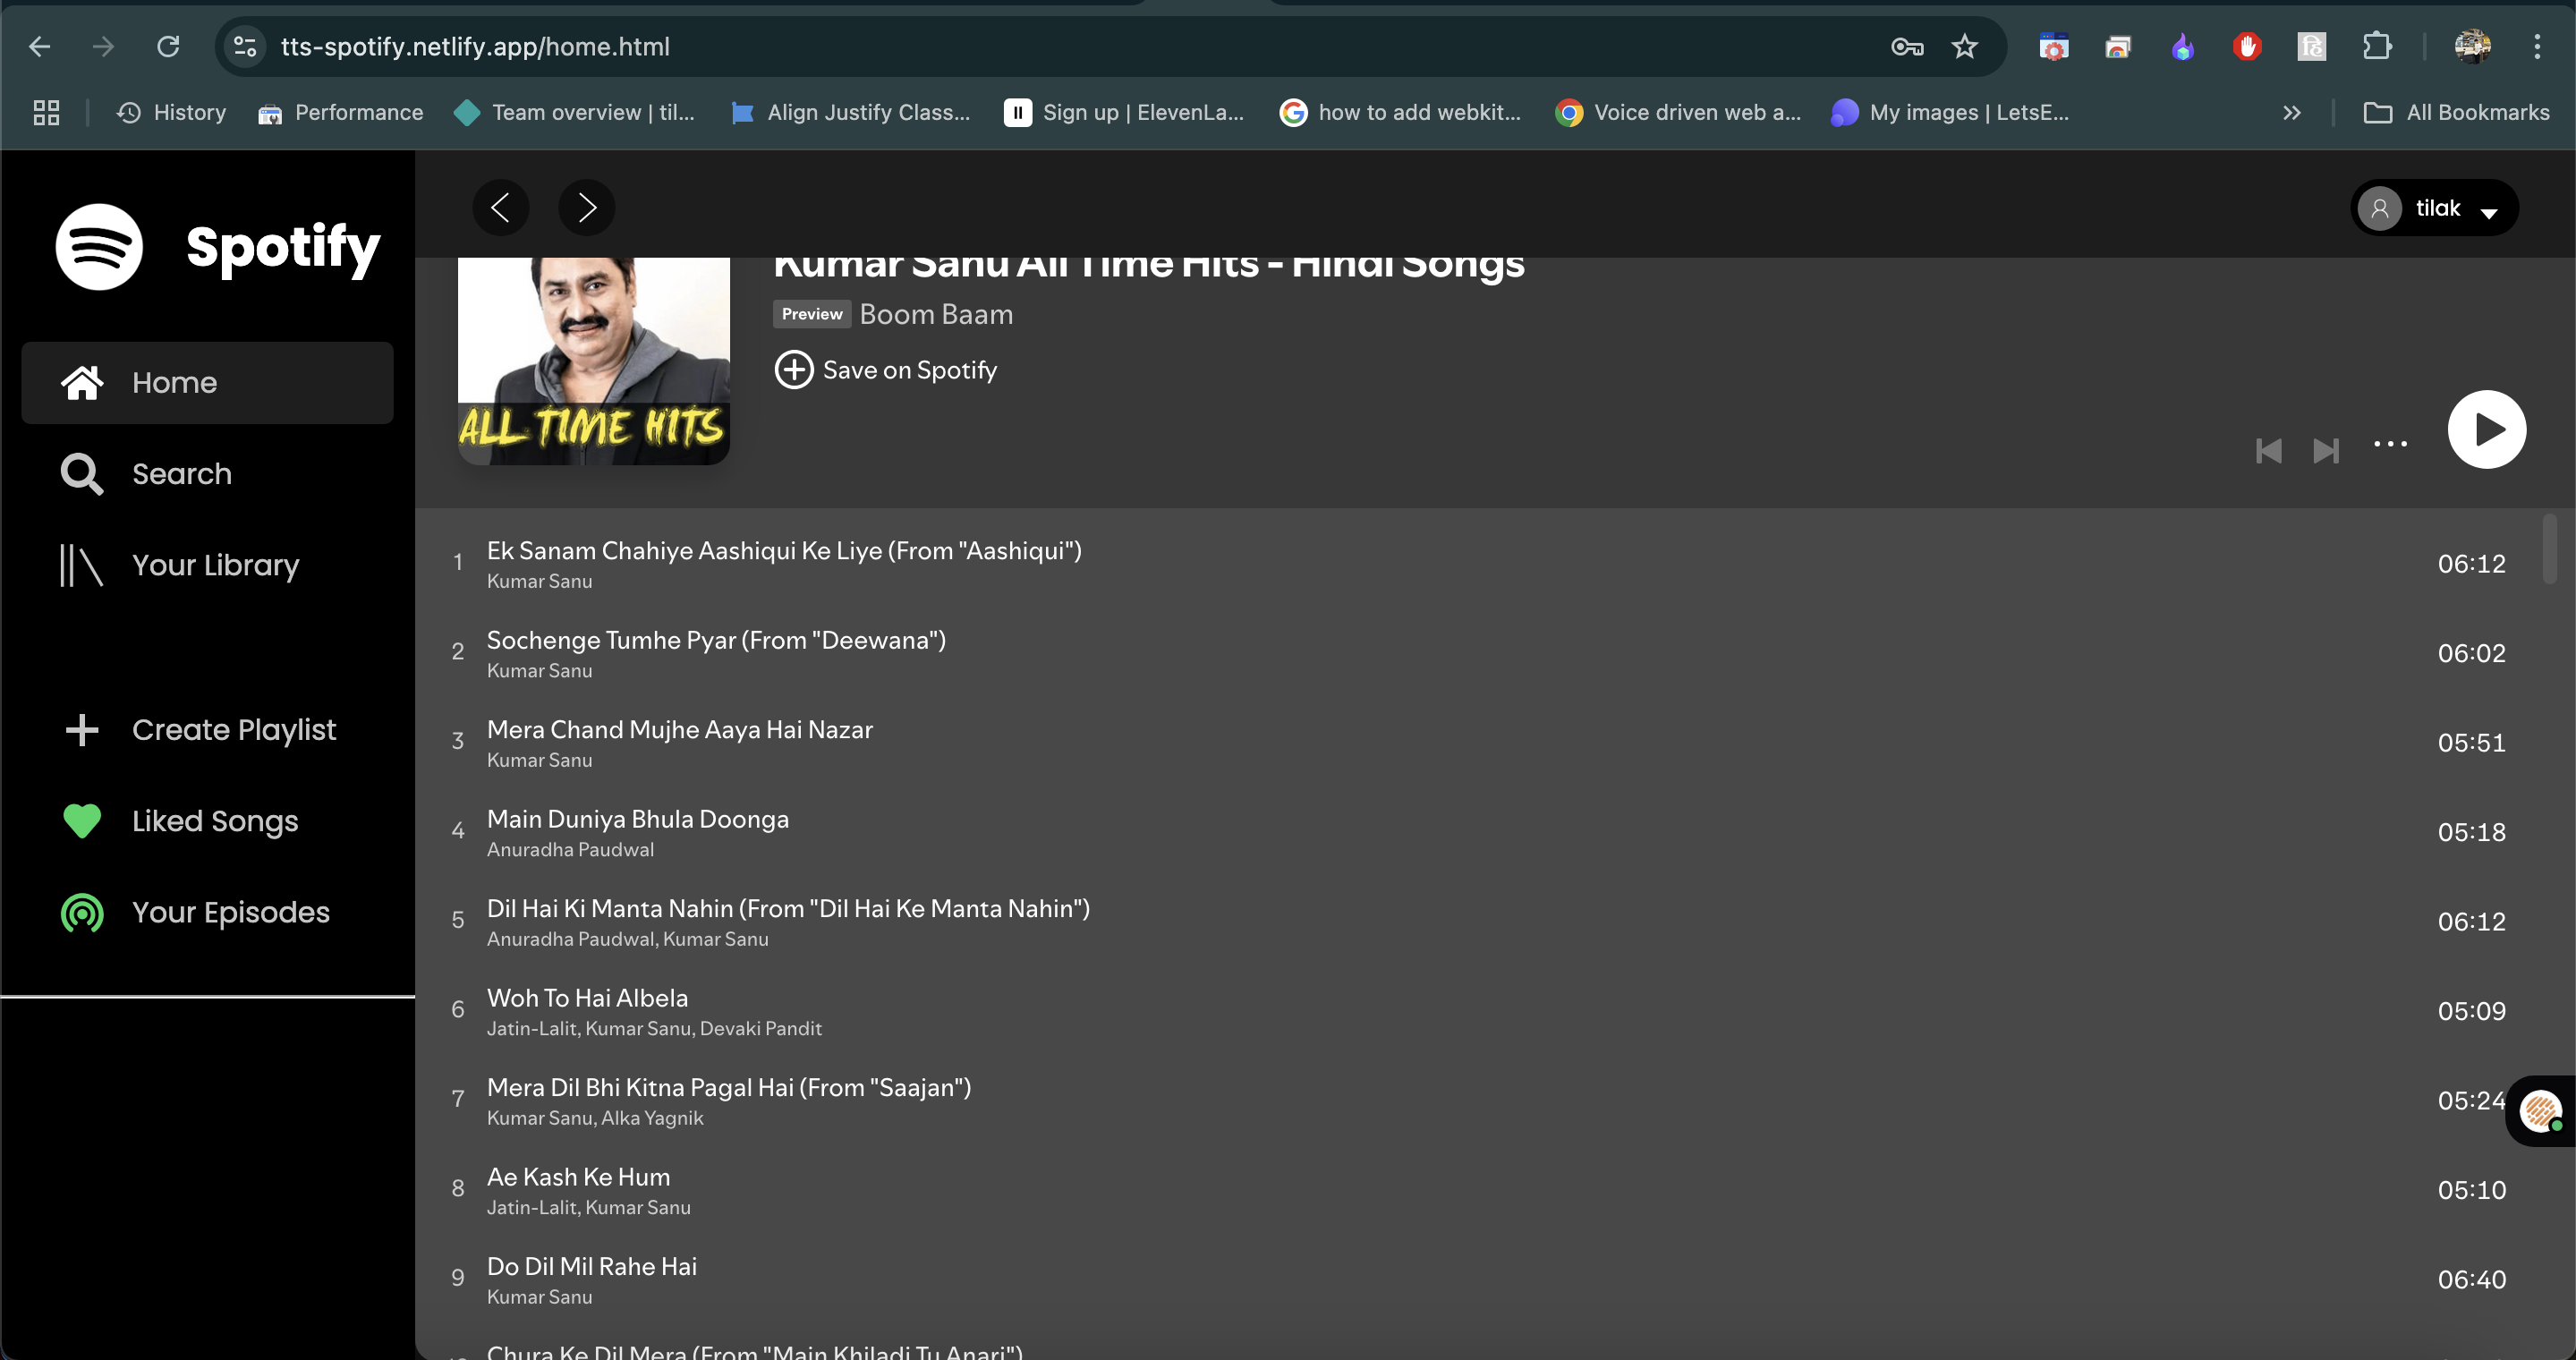 tts-spotify.netlify.app/home.html
हि
History
Performance
Team overview | til...
Align Justify Class...
Sign up | ElevenLa...
how to add webkit...
Voice driven web a...
My images | LetsE...
All Bookmarks
Spotify
Home
Search
Your Library
Create Playlist
Liked Songs
Your Episodes
tilak
Kumar Sanu All Time Hits - Hindi Songs
Preview Boom Baam
Save on Spotify
ALL TIME HITS
1 Ek Sanam Chahiye Aashiqui Ke Liye (From "Aashiqui") 06:12
Kumar Sanu
2 Sochenge Tumhe Pyar (From "Deewana") 06:02
Kumar Sanu
3 Mera Chand Mujhe Aaya Hai Nazar 05:51
Kumar Sanu
4 Main Duniya Bhula Doonga 05:18
Anuradha Paudwal
5 Dil Hai Ki Manta Nahin (From "Dil Hai Ke Manta Nahin") 06:12
Anuradha Paudwal, Kumar Sanu
6 Woh To Hai Albela 05:09
Jatin-Lalit, Kumar Sanu, Devaki Pandit
7 Mera Dil Bhi Kitna Pagal Hai (From "Saajan") 05:24
Kumar Sanu, Alka Yagnik
8 Ae Kash Ke Hum 05:10
Jatin-Lalit, Kumar Sanu
9 Do Dil Mil Rahe Hai 06:40
Kumar Sanu
Chura Ke Dil Mera (From "Main Khiladi Tu Anari")